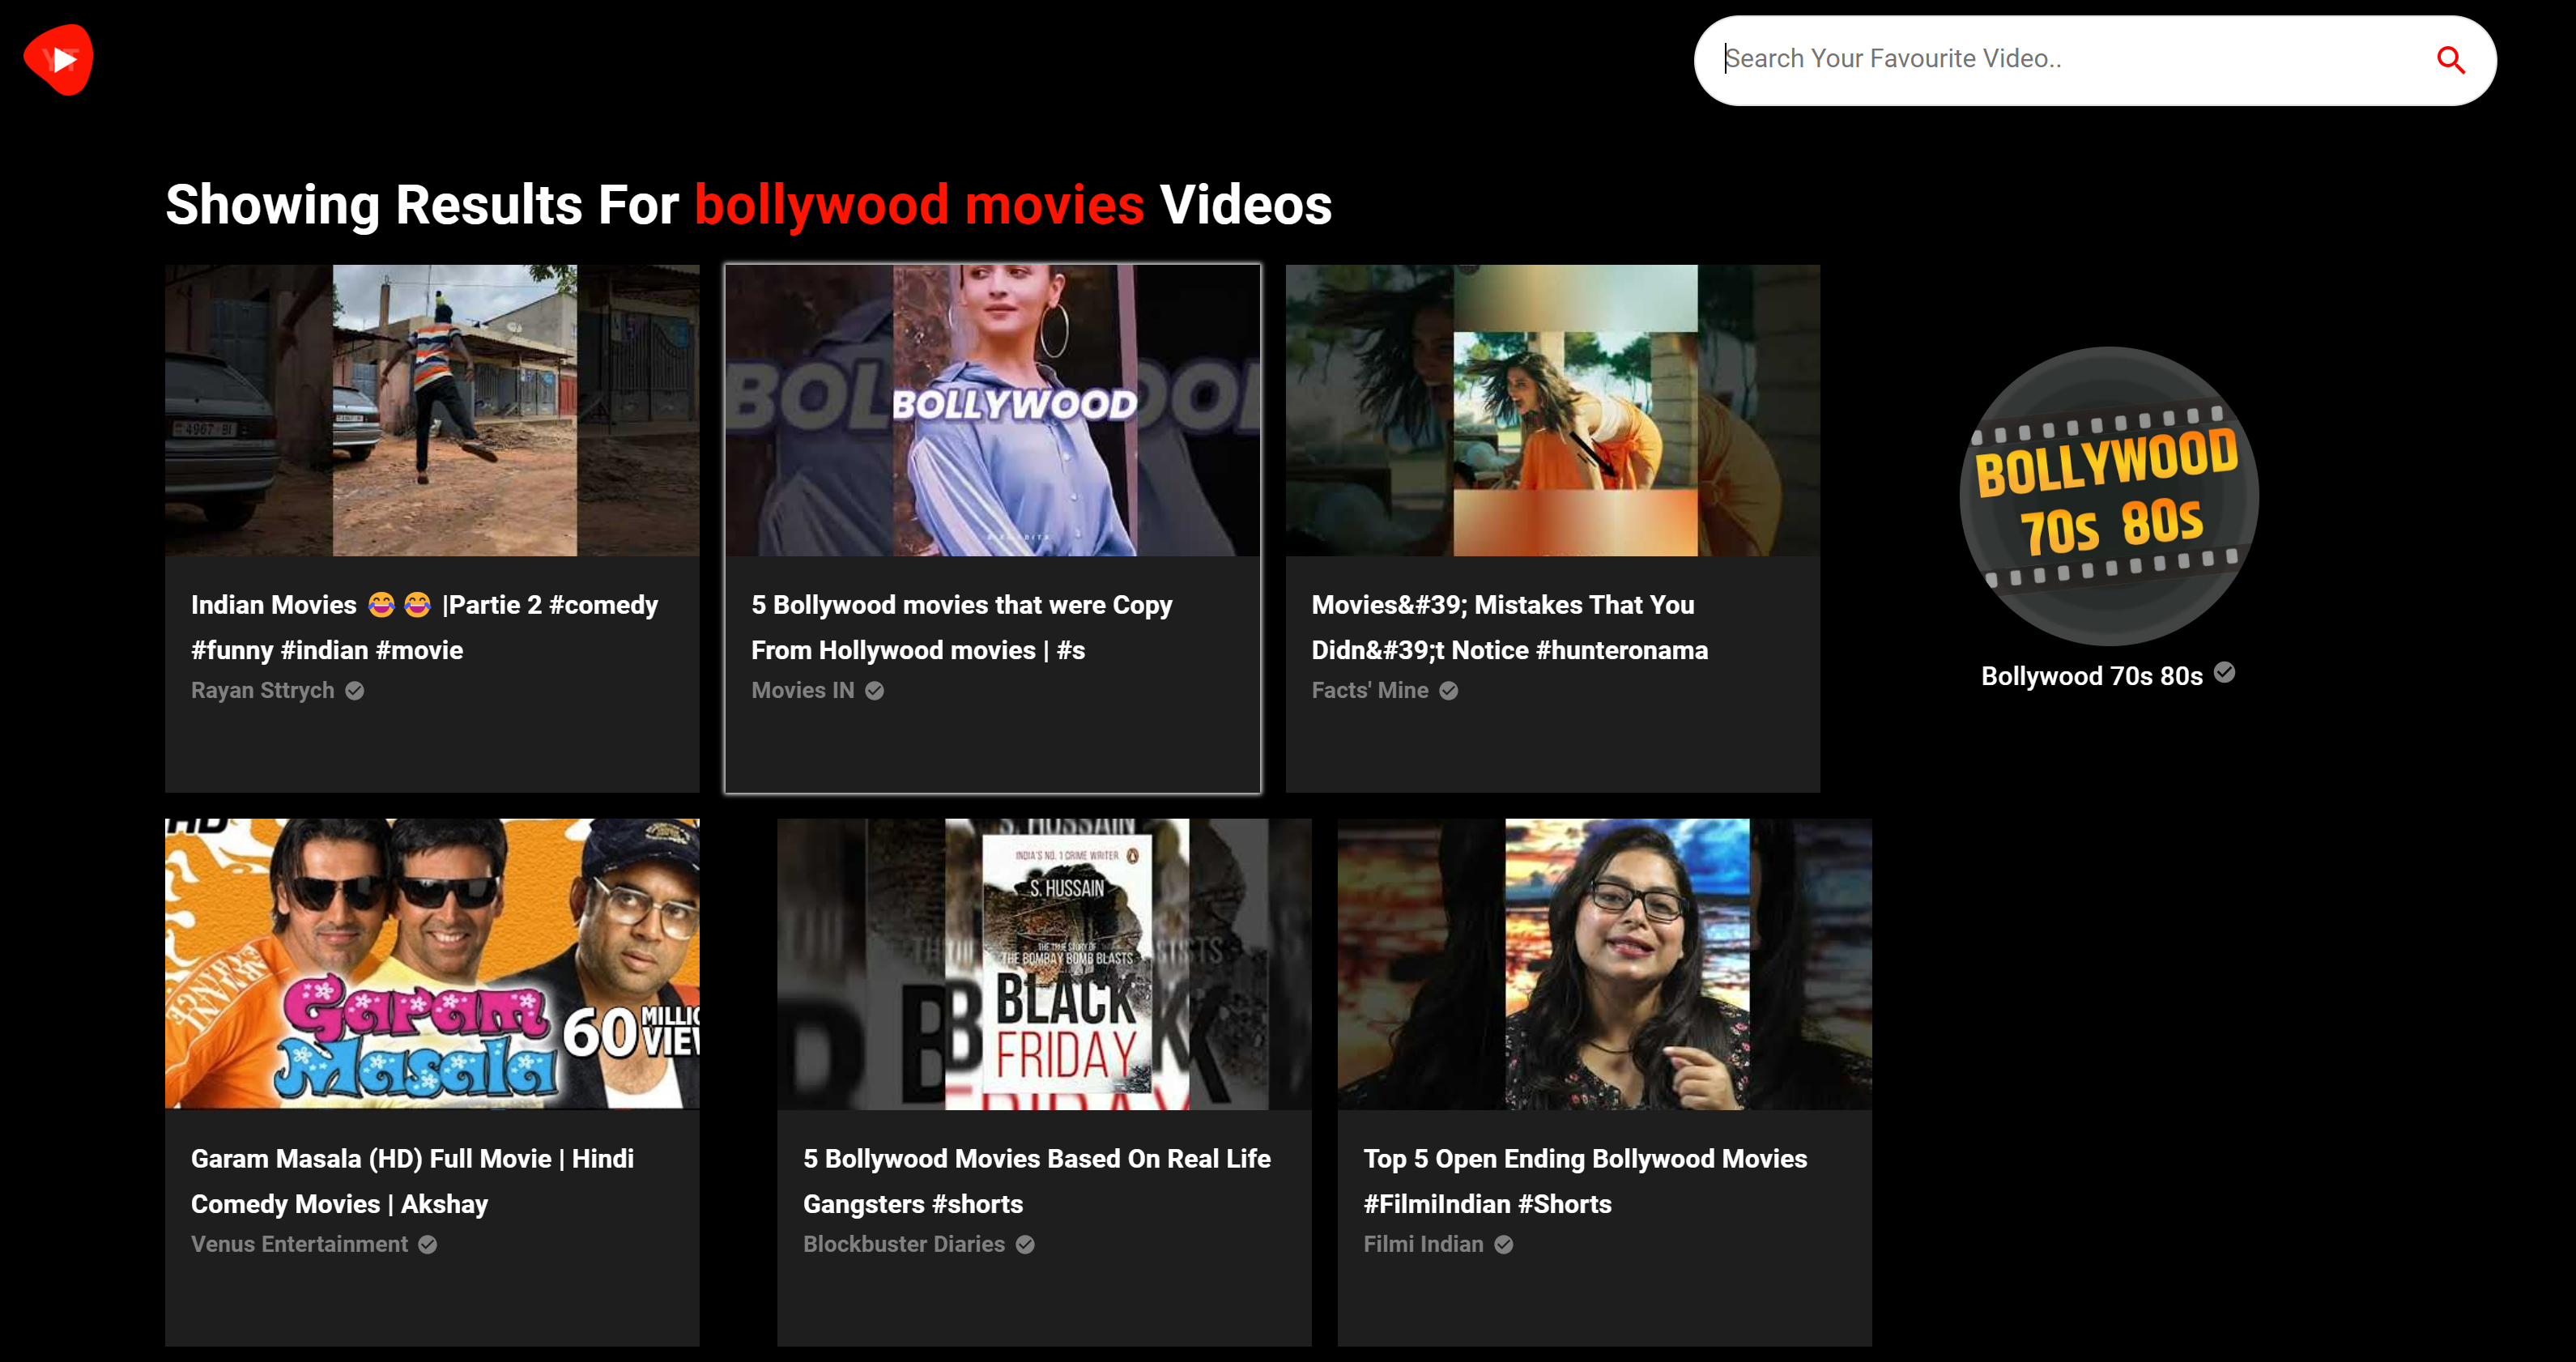 YT
Search Your Favourite Video..
Showing Results For bollywood movies Videos
BOLLYWOOD
Indian Movies 😂 😂 |Partie 2 #comedy
#funny #indian #movie
Rayan Sttrych
5 Bollywood movies that were Copy
From Hollywood movies | #s
Movies IN
Movies&#39; Mistakes That You
Didn&#39;t Notice #hunteronama
Facts' Mine
BOLLYWOOD
70s 80s
Bollywood 70s 80s
HD
Garam
Masala
60
Garam Masala (HD) Full Movie | Hindi
Comedy Movies | Akshay
Venus Entertainment
S. HUSSAIN
INDIA'S NO. 1 CRIME WRITER
S. HUSSAIN
THE TRUE STORY OF
THE BOMBAY BOMB BLASTS
BLACK
FRIDAY
FRIDAY
5 Bollywood Movies Based On Real Life
Gangsters #shorts
Blockbuster Diaries
Top 5 Open Ending Bollywood Movies
#FilmiIndian #Shorts
Filmi Indian